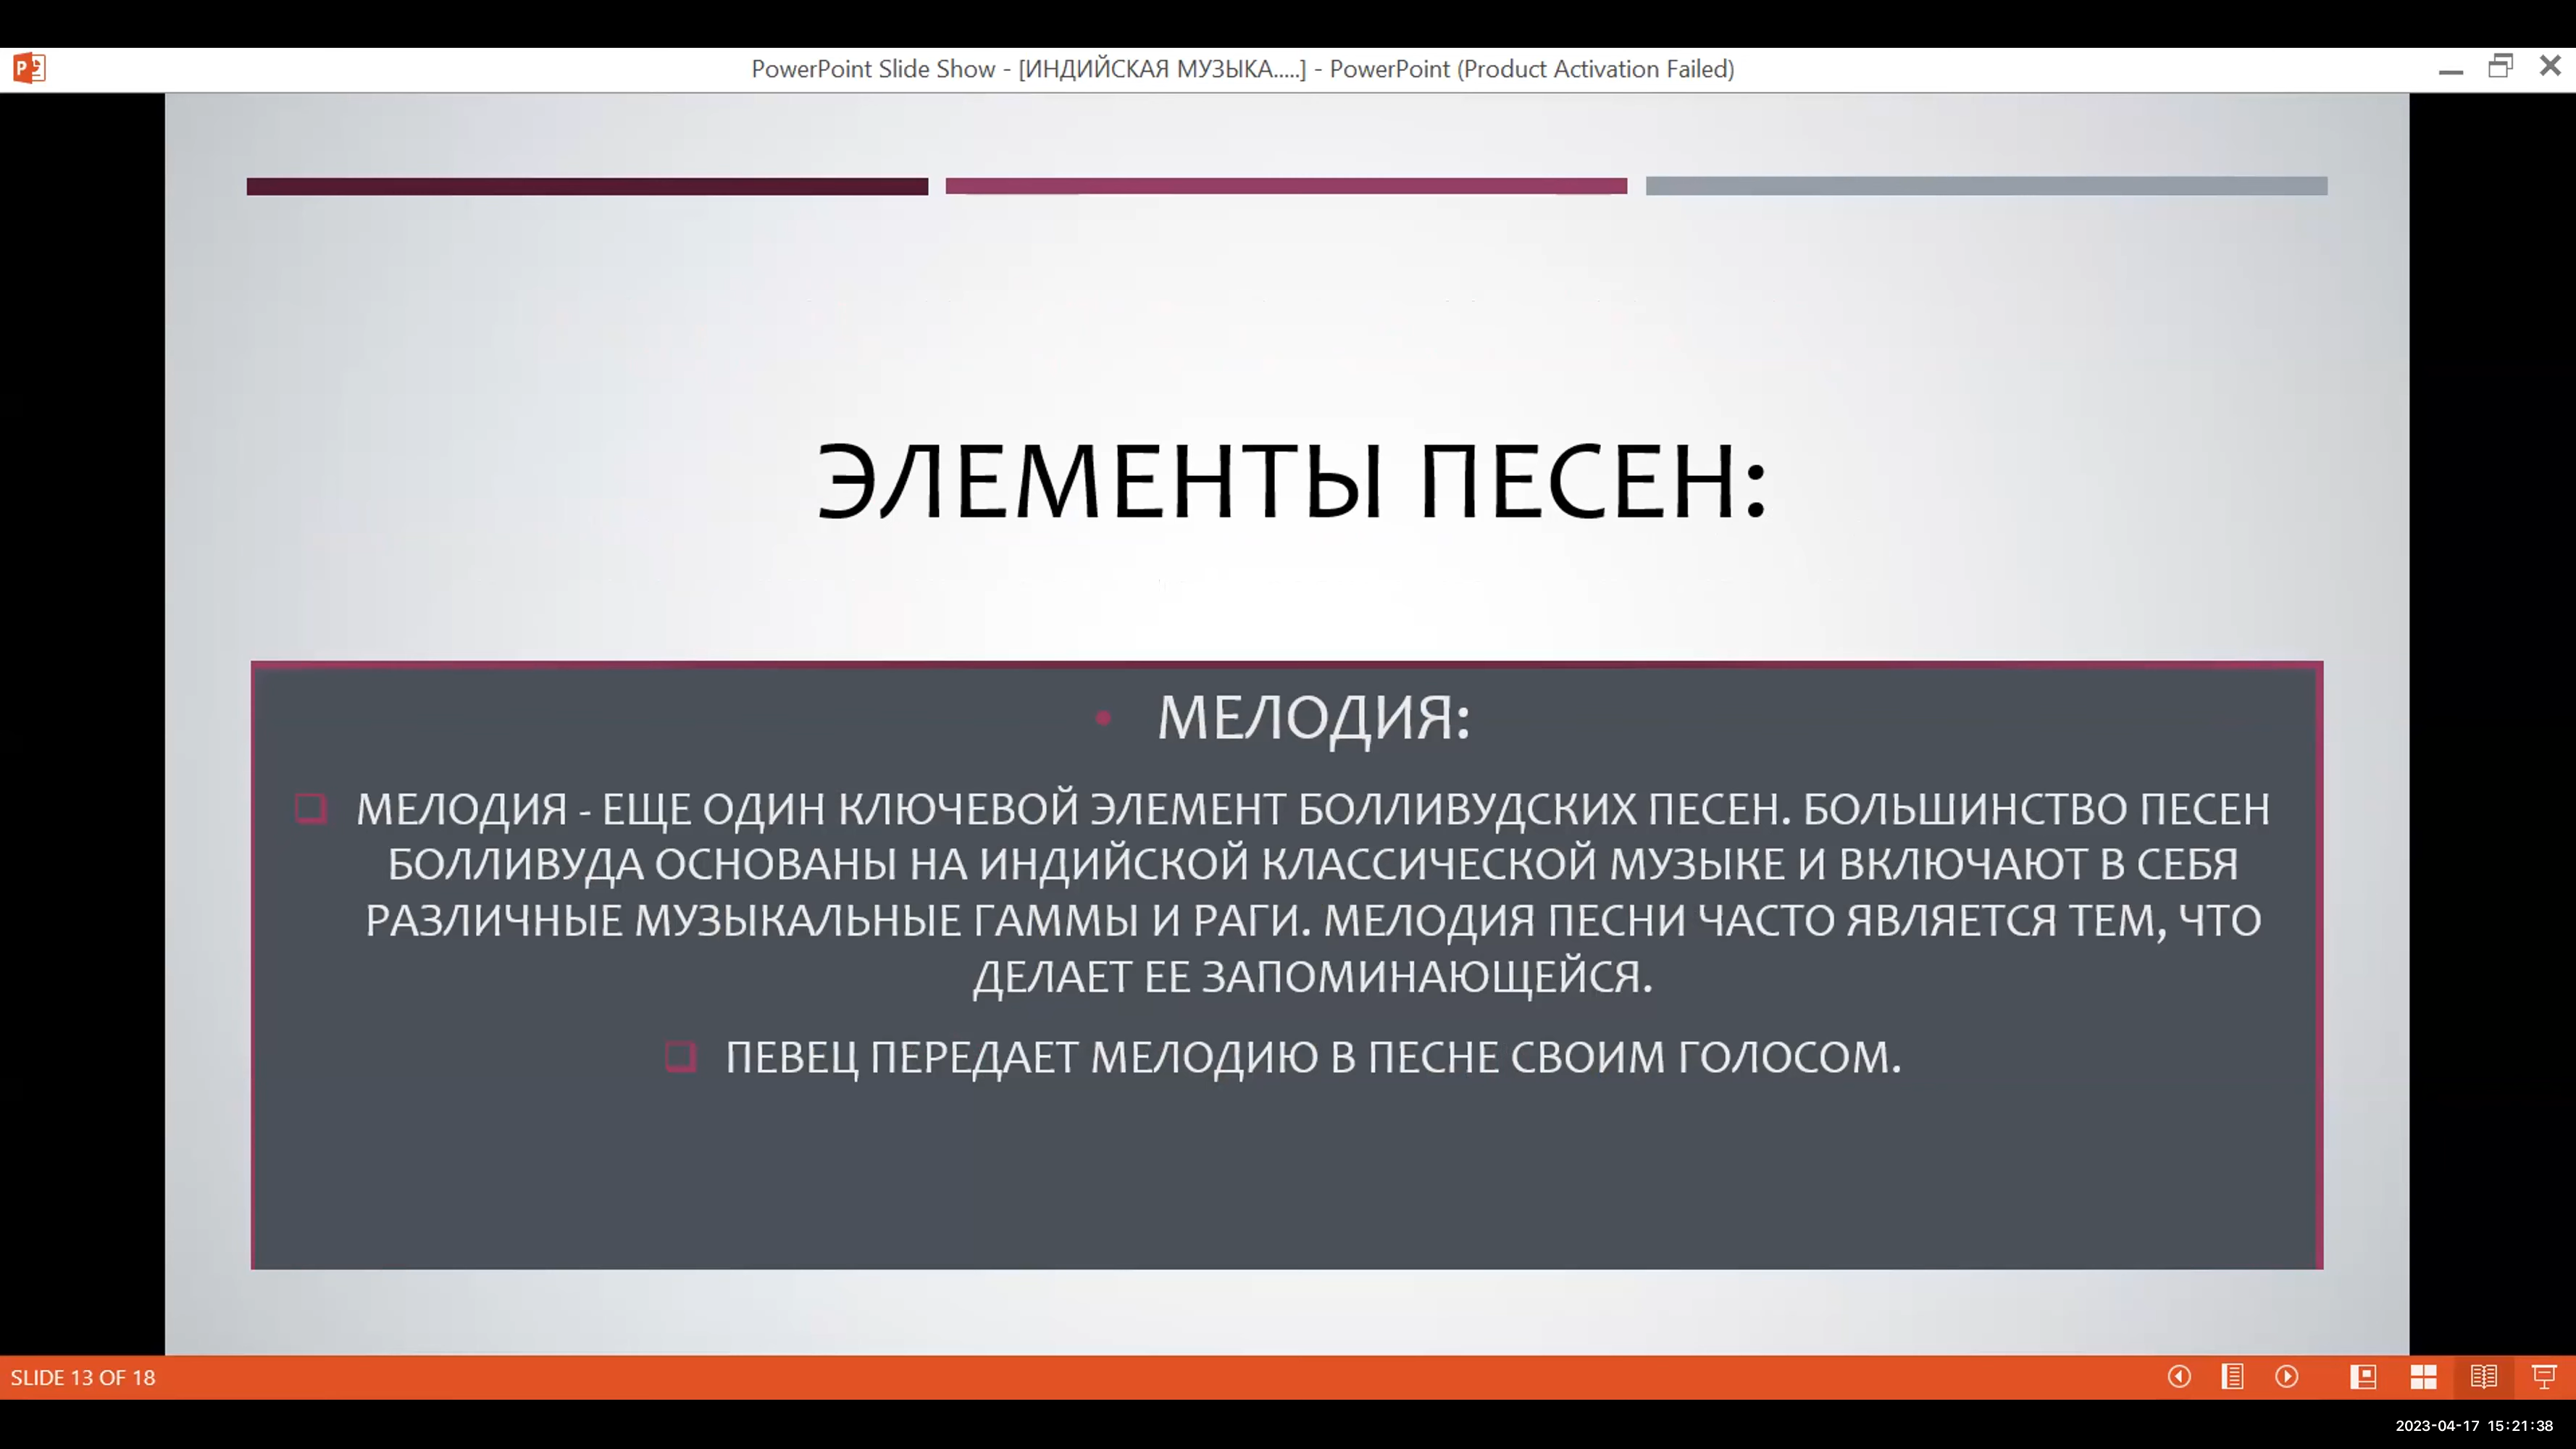 PowerPoint Slide Show - [ИНДИЙСКАЯ МУЗЫКА.....] - PowerPoint (Product Activation Failed)
ЭЛЕМЕНТЫ ПЕСЕН:
• МЕЛОДИЯ:
❑ МЕЛОДИЯ - ЕЩЕ ОДИН КЛЮЧЕВОЙ ЭЛЕМЕНТ БОЛЛИВУДСКИХ ПЕСЕН. БОЛЬШИНСТВО ПЕСЕН
БОЛЛИВУДА ОСНОВАНЫ НА ИНДИЙСКОЙ КЛАССИЧЕСКОЙ МУЗЫКЕ И ВКЛЮЧАЮТ В СЕБЯ
РАЗЛИЧНЫЕ МУЗЫКАЛЬНЫЕ ГАММЫ И РАГИ. МЕЛОДИЯ ПЕСНИ ЧАСТО ЯВЛЯЕТСЯ ТЕМ, ЧТО
ДЕЛАЕТ ЕЕ ЗАПОМИНАЮЩЕЙСЯ.
❑ ПЕВЕЦ ПЕРЕДАЕТ МЕЛОДИЮ В ПЕСНЕ СВОИМ ГОЛОСОМ.
SLIDE 13 OF 18
2023-04-17 15:21:38